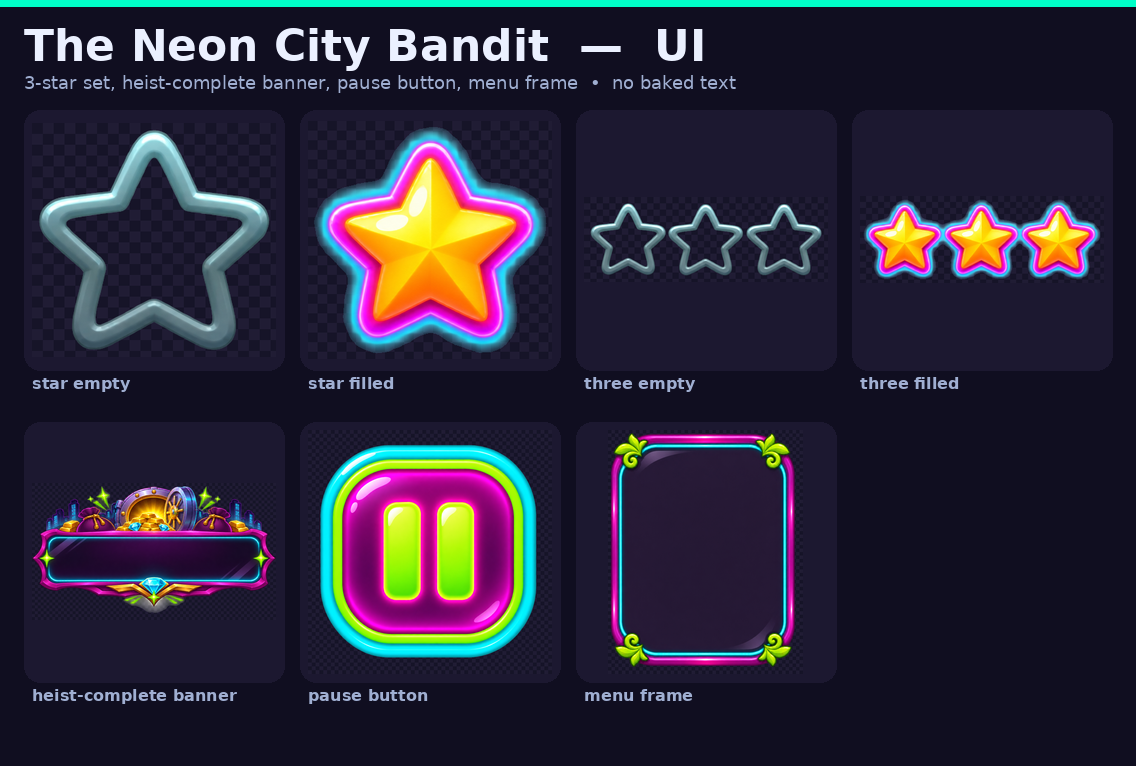 The Neon City Bandit — UI
3-star set, heist-complete banner, pause button, menu frame • no baked text
star empty
star filled
three empty
three filled
heist-complete banner
pause button
menu frame